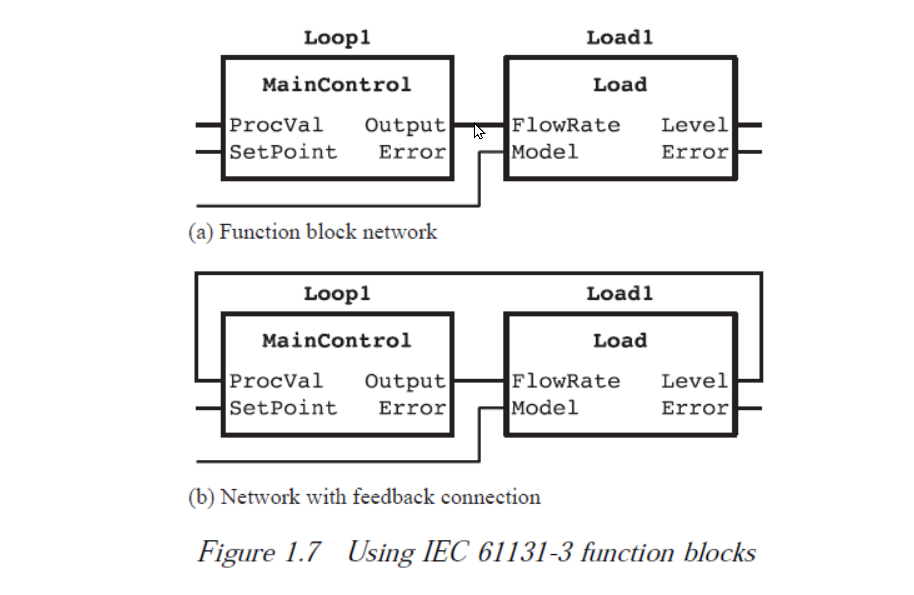 Loop1 Load1
MainControl Load
ProcVal Output FlowRate Level
SetPoint Error Model Error
(a) Function block network
Loop1 Load1
MainControl Load
ProcVal Output FlowRate Level
SetPoint Error Model Error
(b) Network with feedback connection
Figure 1.7 Using IEC 61131-3 function blocks